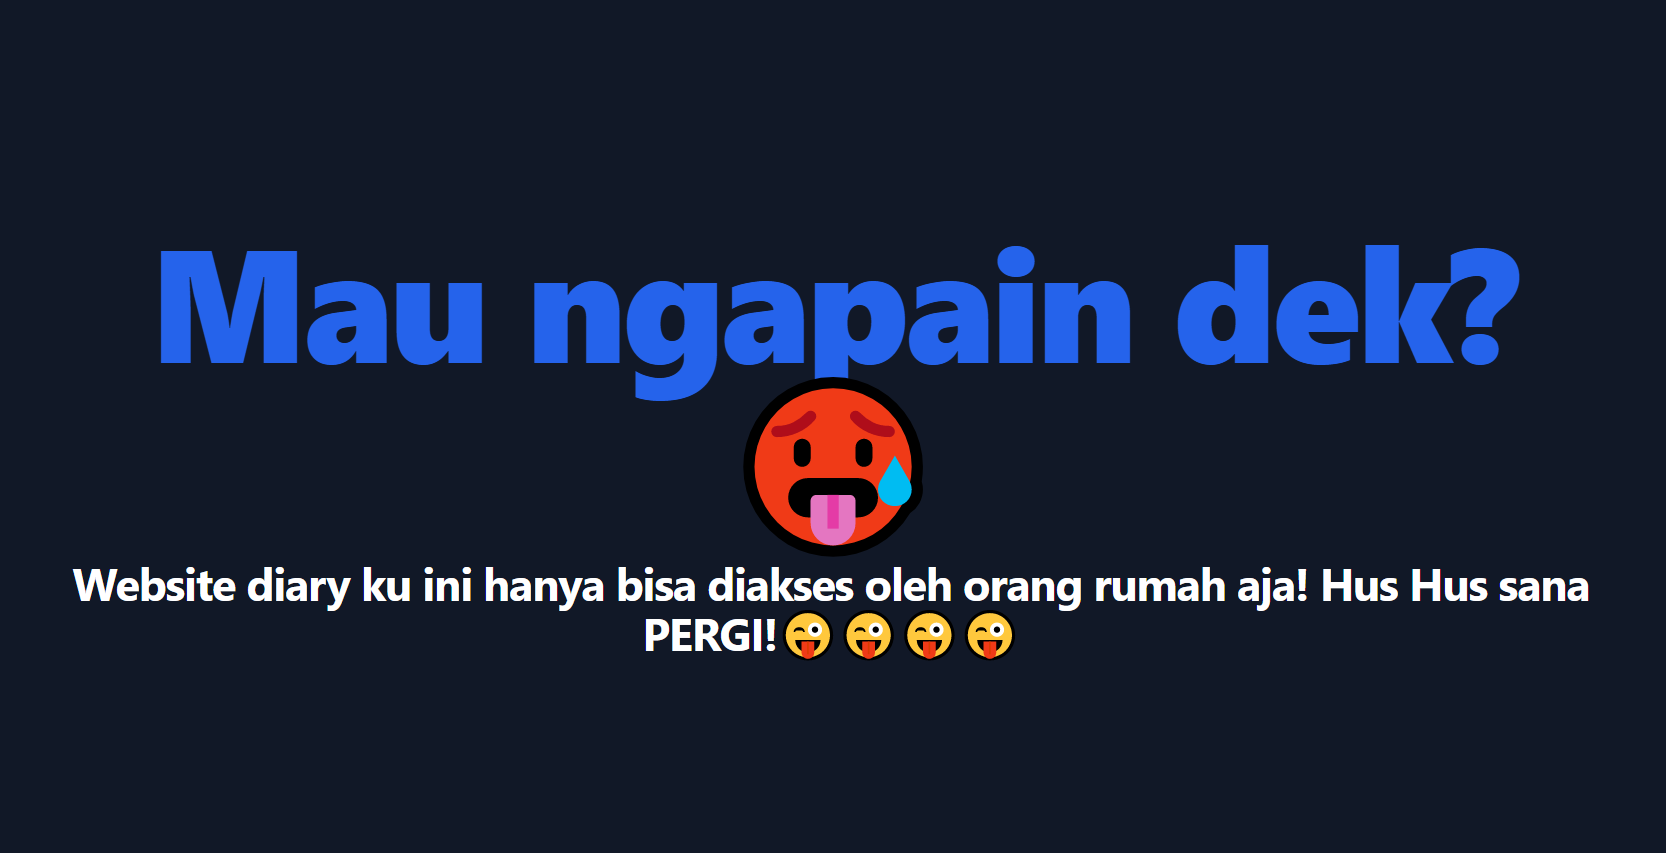 Mau ngapain dek?
🥵
Website diary ku ini hanya bisa diakses oleh orang rumah aja! Hus Hus sana
PERGI!😜😜😜😜